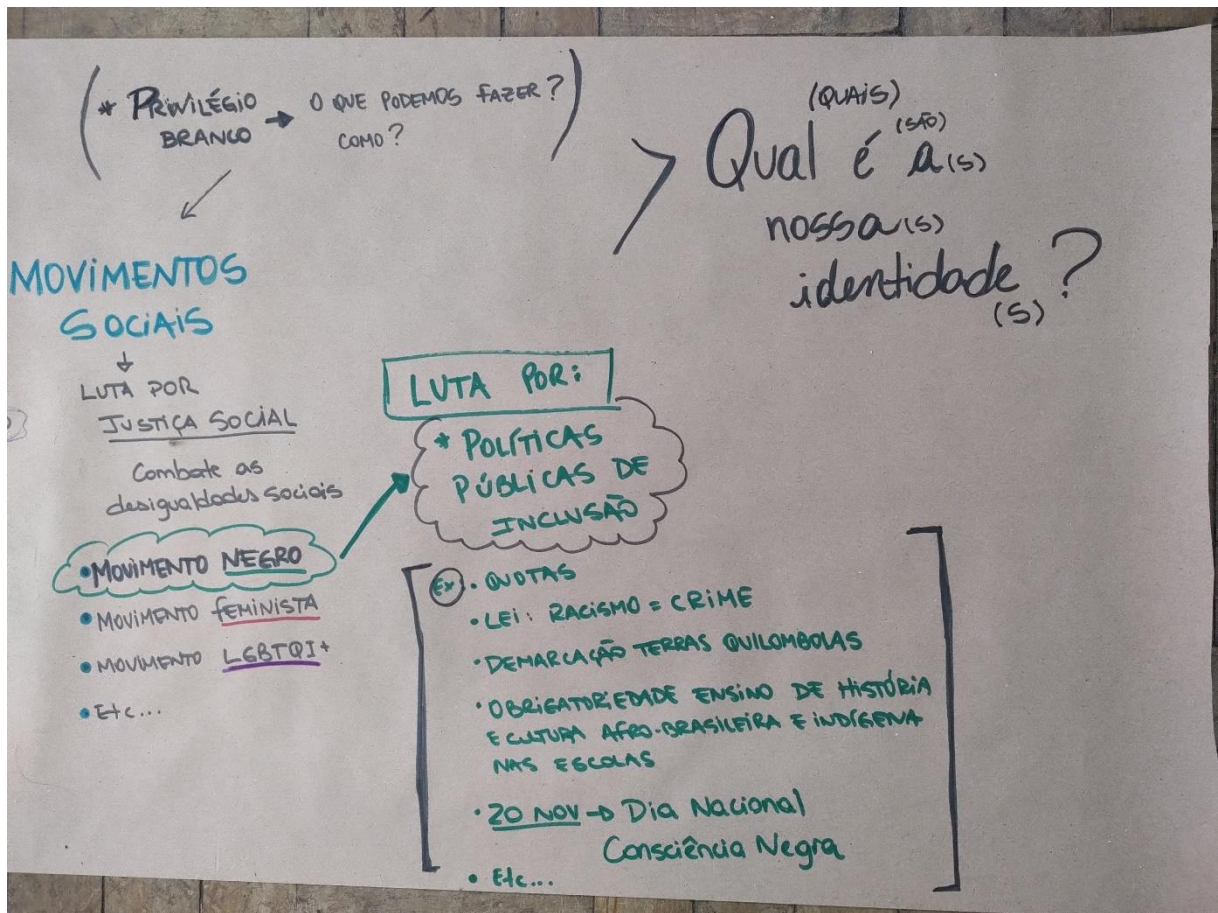 (* PRIVILÉGIO BRANCO → O QUE PODEMOS FAZER? COMO?)
> Qual é a(s)
(QUAIS) (SÃO)
nossa(s)
identidade(s)?
MOVIMENTOS
SOCIAIS
↓
LUTA POR
JUSTIÇA SOCIAL
Combate as
desigualdades sociais
• MOVIMENTO NEGRO
• MOVIMENTO FEMINISTA
• MOVIMENTO LGBTQI+
• Etc...
LUTA POR:
* POLÍTICAS
PÚBLICAS DE
INCLUSÃO
Ex • QUOTAS
• LEI: RACISMO = CRIME
• DEMARCAÇÃO TERRAS QUILOMBOLAS
• OBRIGATORIEDADE ENSINO DE HISTÓRIA
E CULTURA AFRO-BRASILEIRA E INDÍGENA
NAS ESCOLAS
• 20 NOV → Dia Nacional
Consciência Negra
• Etc...